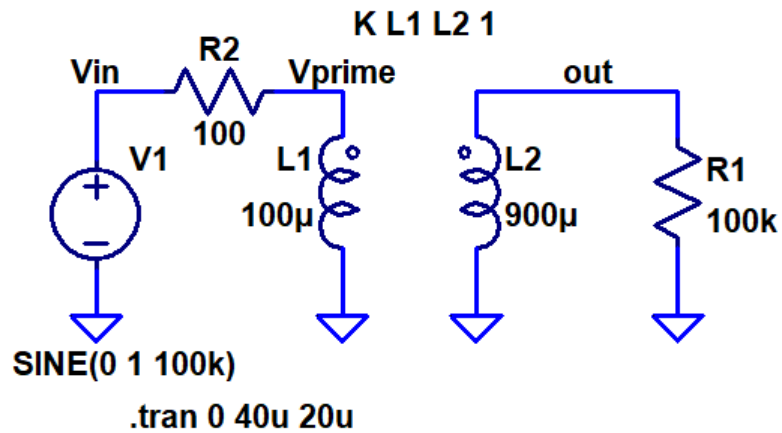 K L1 L2 1
R2
Vin
Vprime
out
100
V1
L1
L2
R1
100µ
900µ
100k
SINE(0 1 100k)
.tran 0 40u 20u